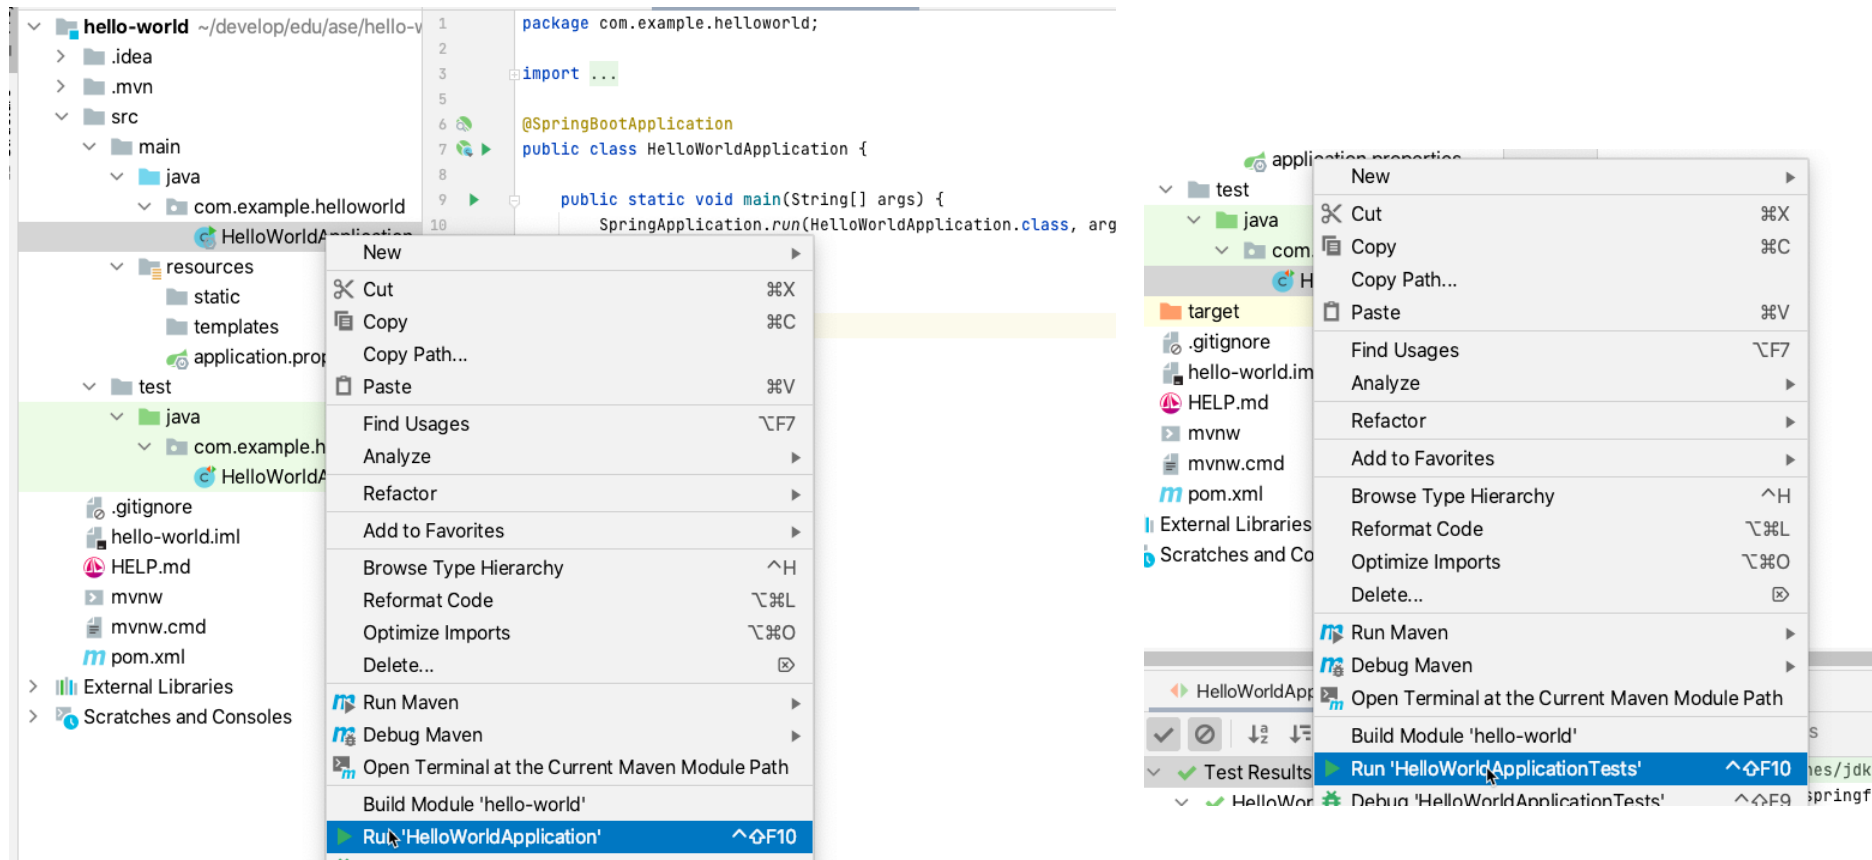 hello-world ~/develop/edu/ase/hello-w
.idea
.mvn
src
main
java
com.example.helloworld
HelloWorldApplication
resources
static
templates
application.prop
test
java
com.example.h
HelloWorldA
.gitignore
hello-world.iml
HELP.md
mvnw
mvnw.cmd
pom.xml
External Libraries
Scratches and Consoles
1 package com.example.helloworld;
2
3 import ...
5
6 @SpringBootApplication
7 public class HelloWorldApplication {
8
9 public static void main(String[] args) {
10 SpringApplication.run(HelloWorldApplication.class, arg
New
Cut ⌘X
Copy ⌘C
Copy Path...
Paste ⌘V
Find Usages ⌥F7
Analyze
Refactor
Add to Favorites
Browse Type Hierarchy ^H
Reformat Code ⌥⌘L
Optimize Imports ⌥⌘O
Delete... ⌦
Run Maven
Debug Maven
Open Terminal at the Current Maven Module Path
Build Module 'hello-world'
Run 'HelloWorldApplication' ^⇧F10
application.properties
test
java
com.
H
target
.gitignore
hello-world.im
HELP.md
mvnw
mvnw.cmd
pom.xml
External Libraries
Scratches and Co
New
Cut ⌘X
Copy ⌘C
Copy Path...
Paste ⌘V
Find Usages ⌥F7
Analyze
Refactor
Add to Favorites
Browse Type Hierarchy ^H
Reformat Code ⌥⌘L
Optimize Imports ⌥⌘O
Delete... ⌦
Run Maven
Debug Maven
Open Terminal at the Current Maven Module Path
Build Module 'hello-world'
Run 'HelloWorldApplicationTests' ^⇧F10
Debug 'HelloWorldApplicationTests' ^⇧F9
HelloWorldApp
s
Test Results
nes/jdk
HelloWor
springf